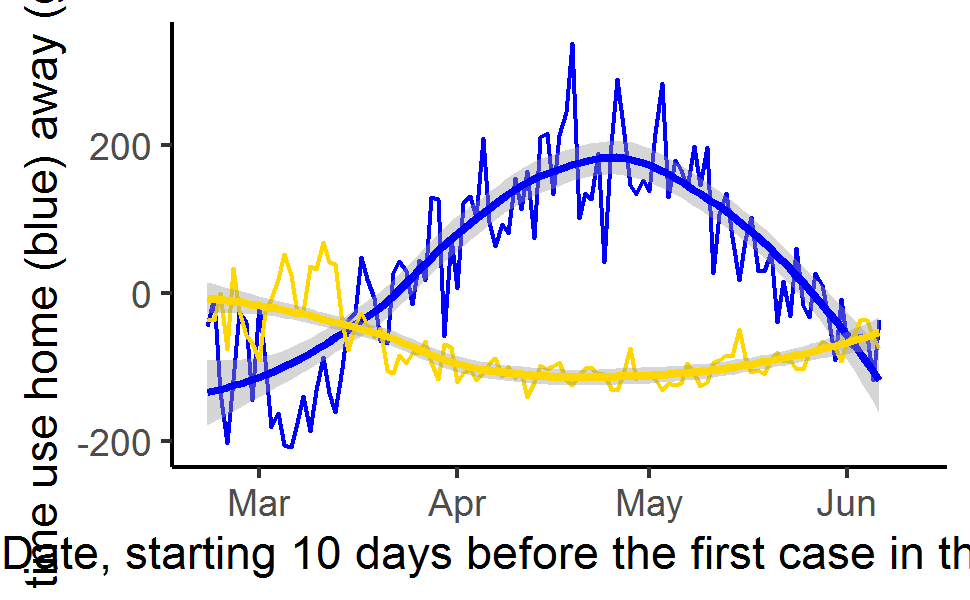 time use home (blue) away (
200
0
-200
Mar Apr May Jun
Date, starting 10 days before the first case in th